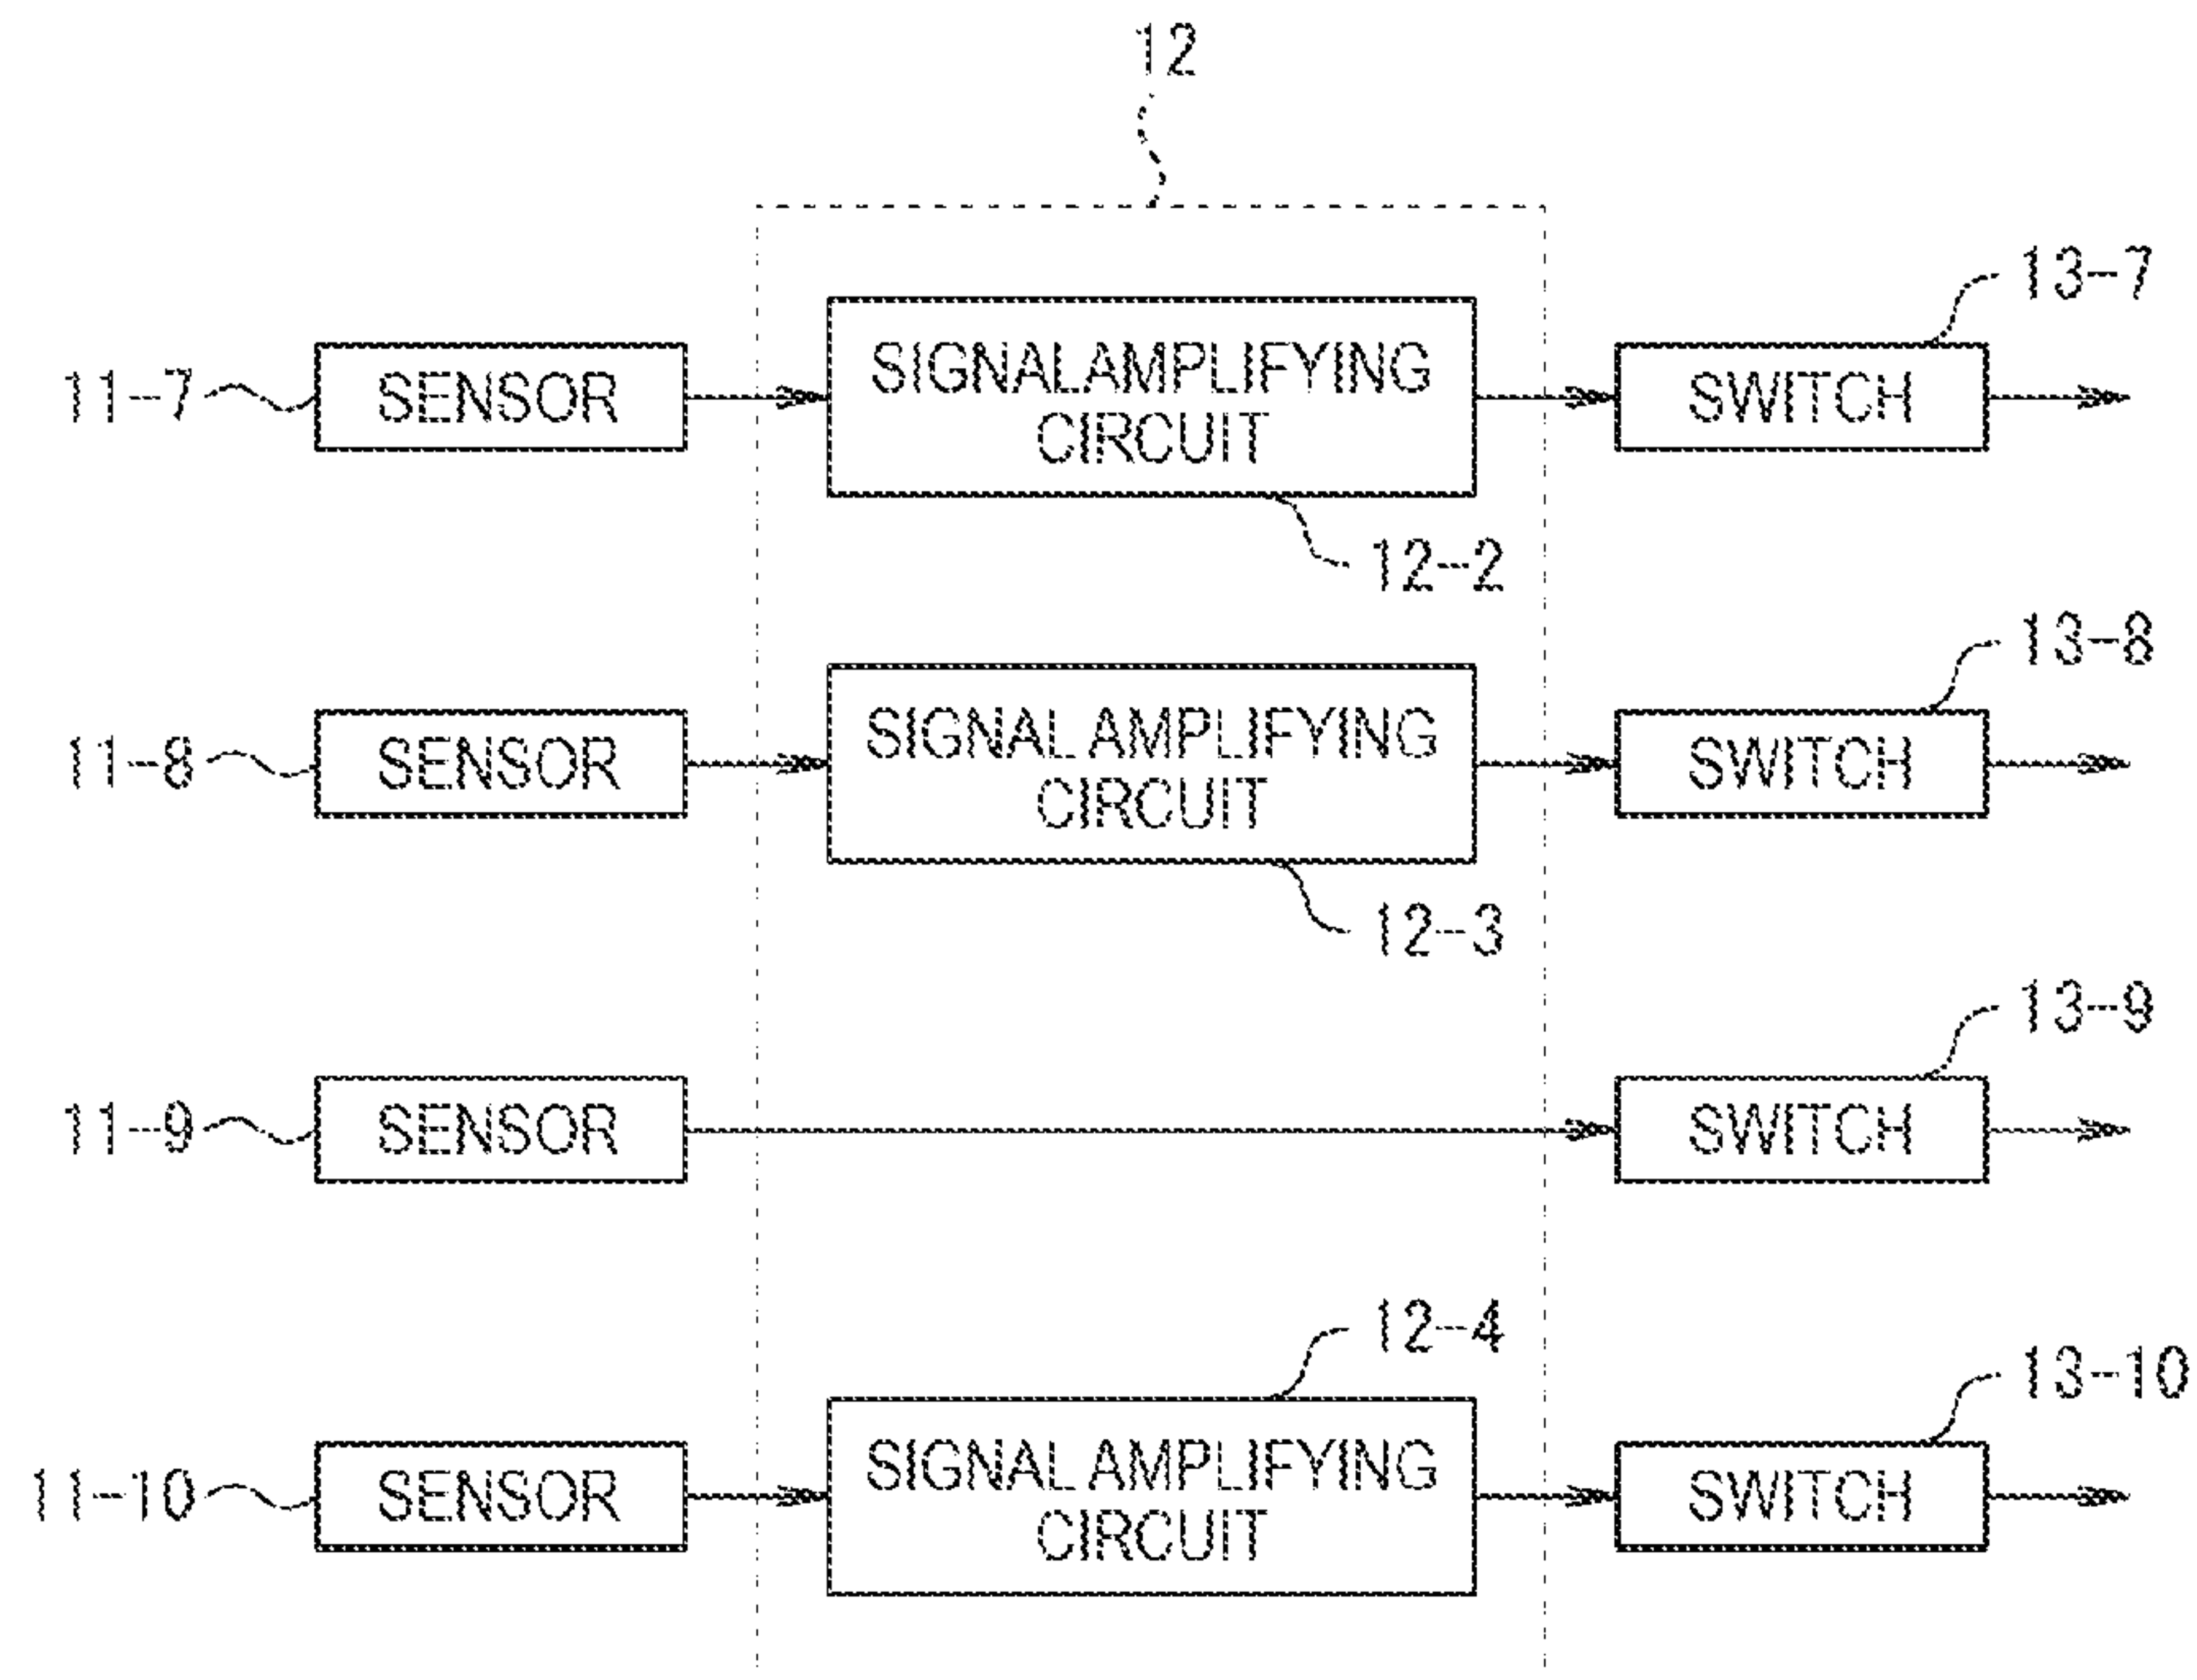 12
13-7
11-7 SENSOR SIGNALAMPLIFYING SWITCH
CIRCUIT
12-2
13-8
11-8 SENSOR SIGNAL AMPLIFYING SWITCH
CIRCUIT
12-3
13-9
11-9 SENSOR SWITCH
12-4
13-10
11-10 SENSOR SIGNAL AMPLIFYING SWITCH
CIRCUIT